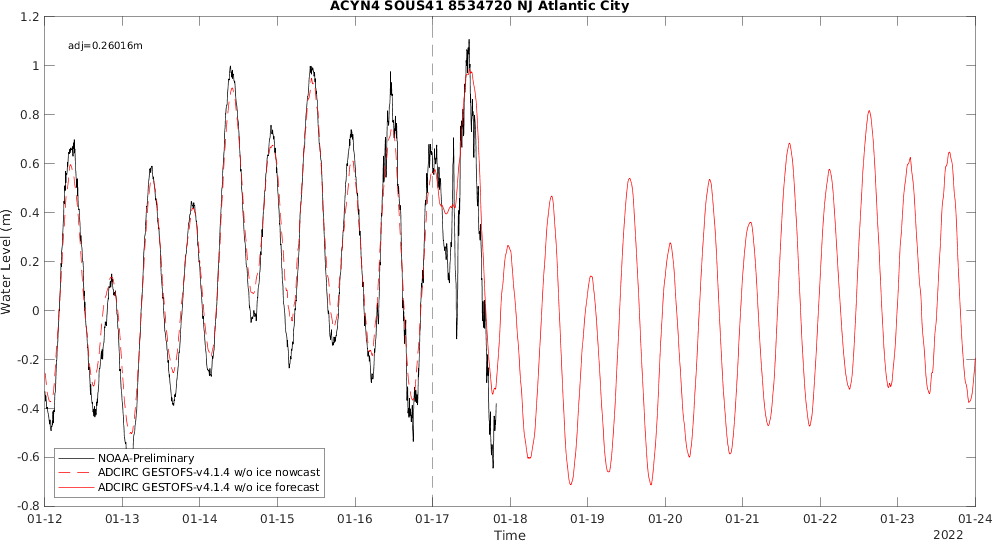 ACYN4 SOUS41 8534720 NJ Atlantic City
adj=0.26016m
1.2
1
0.8
0.6
0.4
0.2
0
-0.2
-0.4
-0.6
-0.8
Water Level (m)
NOAA-Preliminary
ADCIRC GESTOFS-v4.1.4 w/o ice nowcast
ADCIRC GESTOFS-v4.1.4 w/o ice forecast
01-12 01-13 01-14 01-15 01-16 01-17 01-18 01-19 01-20 01-21 01-22 01-23 01-24
Time
2022